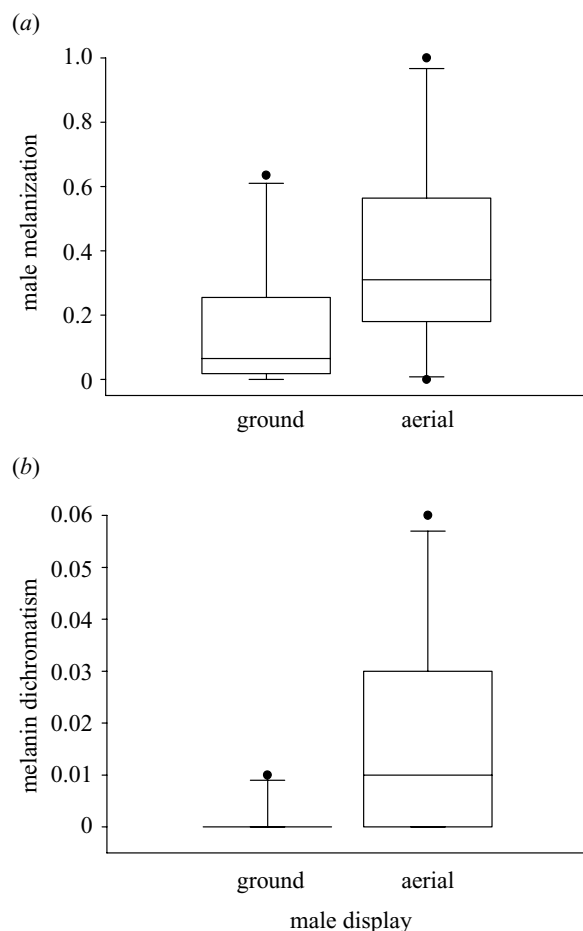 (a)
1.0
0.8
0.6
0.4
0.2
0
male melanization
ground aerial
(b)
0.06
0.05
0.04
0.03
0.02
0.01
0
melanin dichromatism
ground aerial
male display